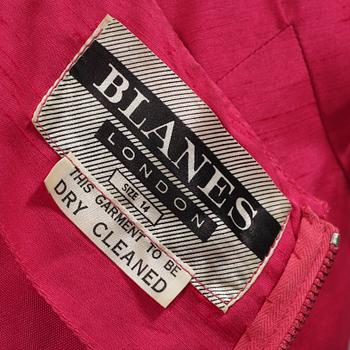 BLANES
LONDON
SIZE 14
THIS GARMENT TO BE
DRY CLEANED